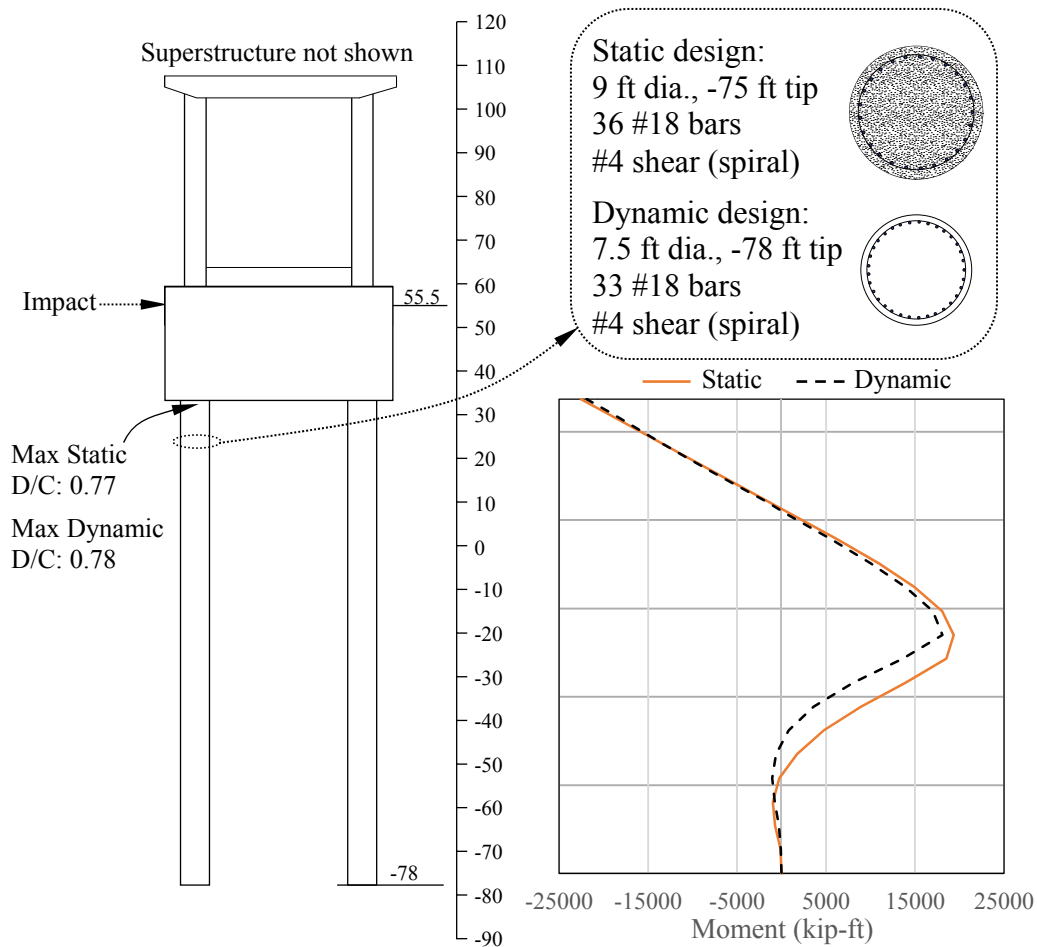 Superstructure not shown
Impact
55.5
Max Static
D/C: 0.77
Max Dynamic
D/C: 0.78
-78
120
110
100
90
80
70
60
50
40
30
20
10
0
-10
-20
-30
-40
-50
-60
-70
-80
-90
Static design:
9 ft dia., -75 ft tip
36 #18 bars
#4 shear (spiral)
Dynamic design:
7.5 ft dia., -78 ft tip
33 #18 bars
#4 shear (spiral)
Static Dynamic
-25000 -15000 -5000 5000 15000 25000
Moment (kip-ft)